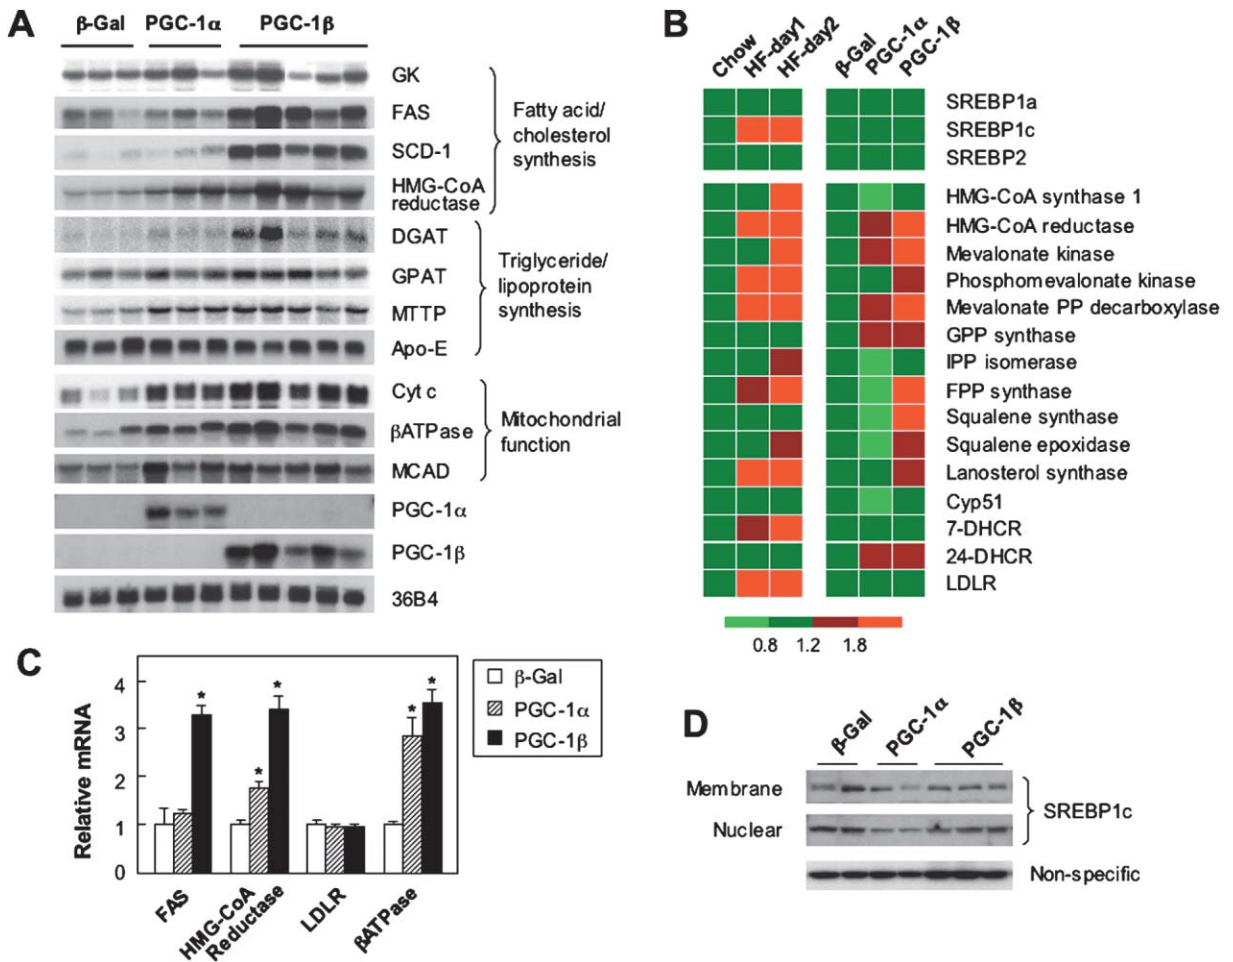 A
β-Gal PGC-1α PGC-1β
GK
FAS
SCD-1
HMG-CoA
reductase
Fatty acid/
cholesterol
synthesis
DGAT
GPAT
MTTP
Apo-E
Triglyceride/
lipoprotein
synthesis
Cyt c
βATPase
MCAD
Mitochondrial
function
PGC-1α
PGC-1β
36B4
B
Chow HF-day1 HF-day2 β-Gal PGC-1α PGC-1β
SREBP1a
SREBP1c
SREBP2
HMG-CoA synthase 1
HMG-CoA reductase
Mevalonate kinase
Phosphomevalonate kinase
Mevalonate PP decarboxylase
GPP synthase
IPP isomerase
FPP synthase
Squalene synthase
Squalene epoxidase
Lanosterol synthase
Cyp51
7-DHCR
24-DHCR
LDLR
0.8 1.2 1.8
C
Relative mRNA
4
3
2
1
0
* * * * *
FAS
HMG-CoA
Reductase
LDLR
βATPase
β-Gal
PGC-1α
PGC-1β
D
β-Gal PGC-1α PGC-1β
Membrane
Nuclear
SREBP1c
Non-specific